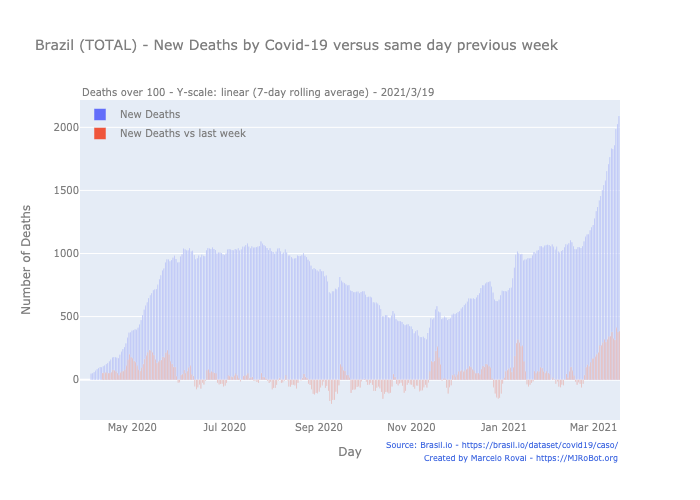 Brazil (TOTAL) - New Deaths by Covid-19 versus same day previous week
Deaths over 100 - Y-scale: linear (7-day rolling average) - 2021/3/19
New Deaths
New Deaths vs last week
2000
1500
1000
500
0
Number of Deaths
May 2020 Jul 2020 Sep 2020 Nov 2020 Jan 2021 Mar 2021
Day
Source: Brasil.io - https://brasil.io/dataset/covid19/caso/
Created by Marcelo Rovai - https://MJRoBot.org